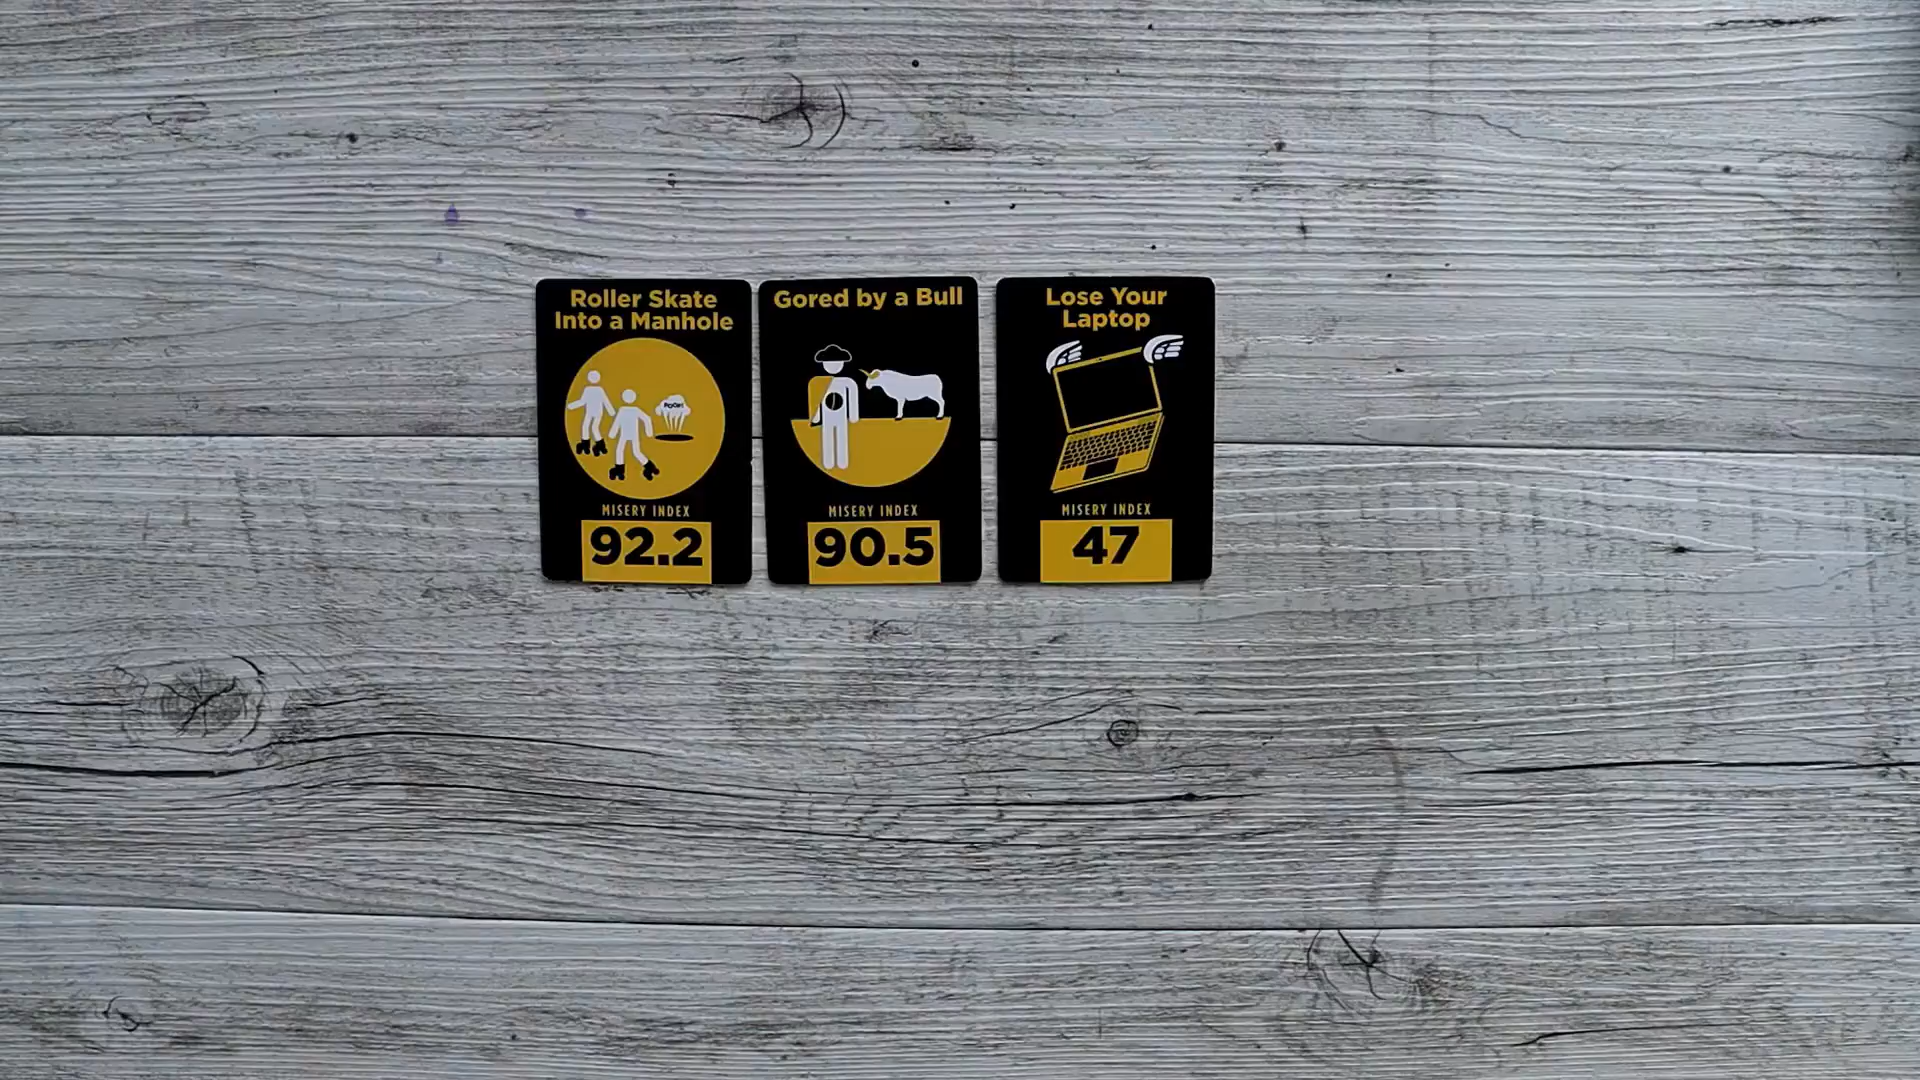 Roller Skate
Into a Manhole
POOF!
MISERY INDEX
92.2
Gored by a Bull
MISERY INDEX
90.5
Lose Your
Laptop
MISERY INDEX
47